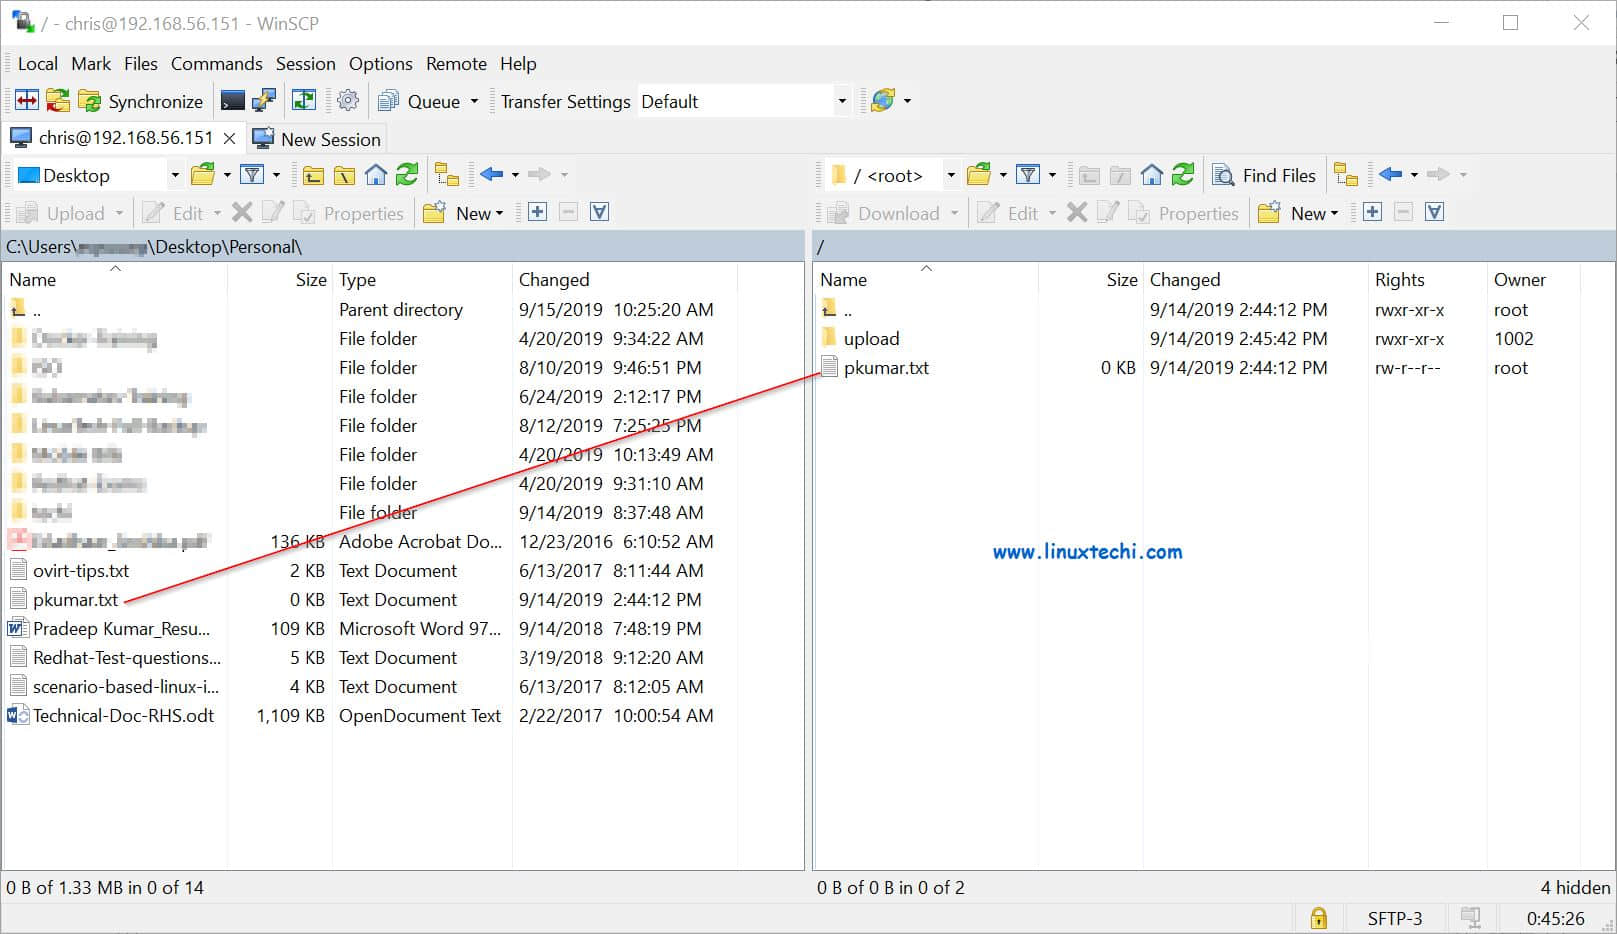 / - chris@192.168.56.151 - WinSCP
Local Mark Files Commands Session Options Remote Help
Synchronize Queue Transfer Settings Default
chris@192.168.56.151 New Session
Desktop / <root> Find Files
Upload Edit Properties New Download Edit Properties New
C:\Users\ \Desktop\Personal\ /
Name Size Type Changed Name Size Changed Rights Owner
.. Parent directory 9/15/2019 10:25:20 AM .. 9/14/2019 2:44:12 PM rwxr-xr-x root
File folder 4/20/2019 9:34:22 AM upload 9/14/2019 2:45:42 PM rwxr-xr-x 1002
File folder 8/10/2019 9:46:51 PM pkumar.txt 0 KB 9/14/2019 2:44:12 PM rw-r--r-- root
File folder 6/24/2019 2:12:17 PM
File folder 8/12/2019 7:25:25 PM
File folder 4/20/2019 10:13:49 AM
File folder 4/20/2019 9:31:10 AM
File folder 9/14/2019 8:37:48 AM
136 KB Adobe Acrobat Do... 12/23/2016 6:10:52 AM
www.linuxtechi.com
ovirt-tips.txt 2 KB Text Document 6/13/2017 8:11:44 AM
pkumar.txt 0 KB Text Document 9/14/2019 2:44:12 PM
Pradeep Kumar_Resu... 109 KB Microsoft Word 97... 9/14/2018 7:48:19 PM
Redhat-Test-questions... 5 KB Text Document 3/19/2018 9:12:20 AM
scenario-based-linux-i... 4 KB Text Document 6/13/2017 8:12:05 AM
Technical-Doc-RHS.odt 1,109 KB OpenDocument Text 2/22/2017 10:00:54 AM
0 B of 1.33 MB in 0 of 14 0 B of 0 B in 0 of 2 4 hidden
SFTP-3 0:45:26